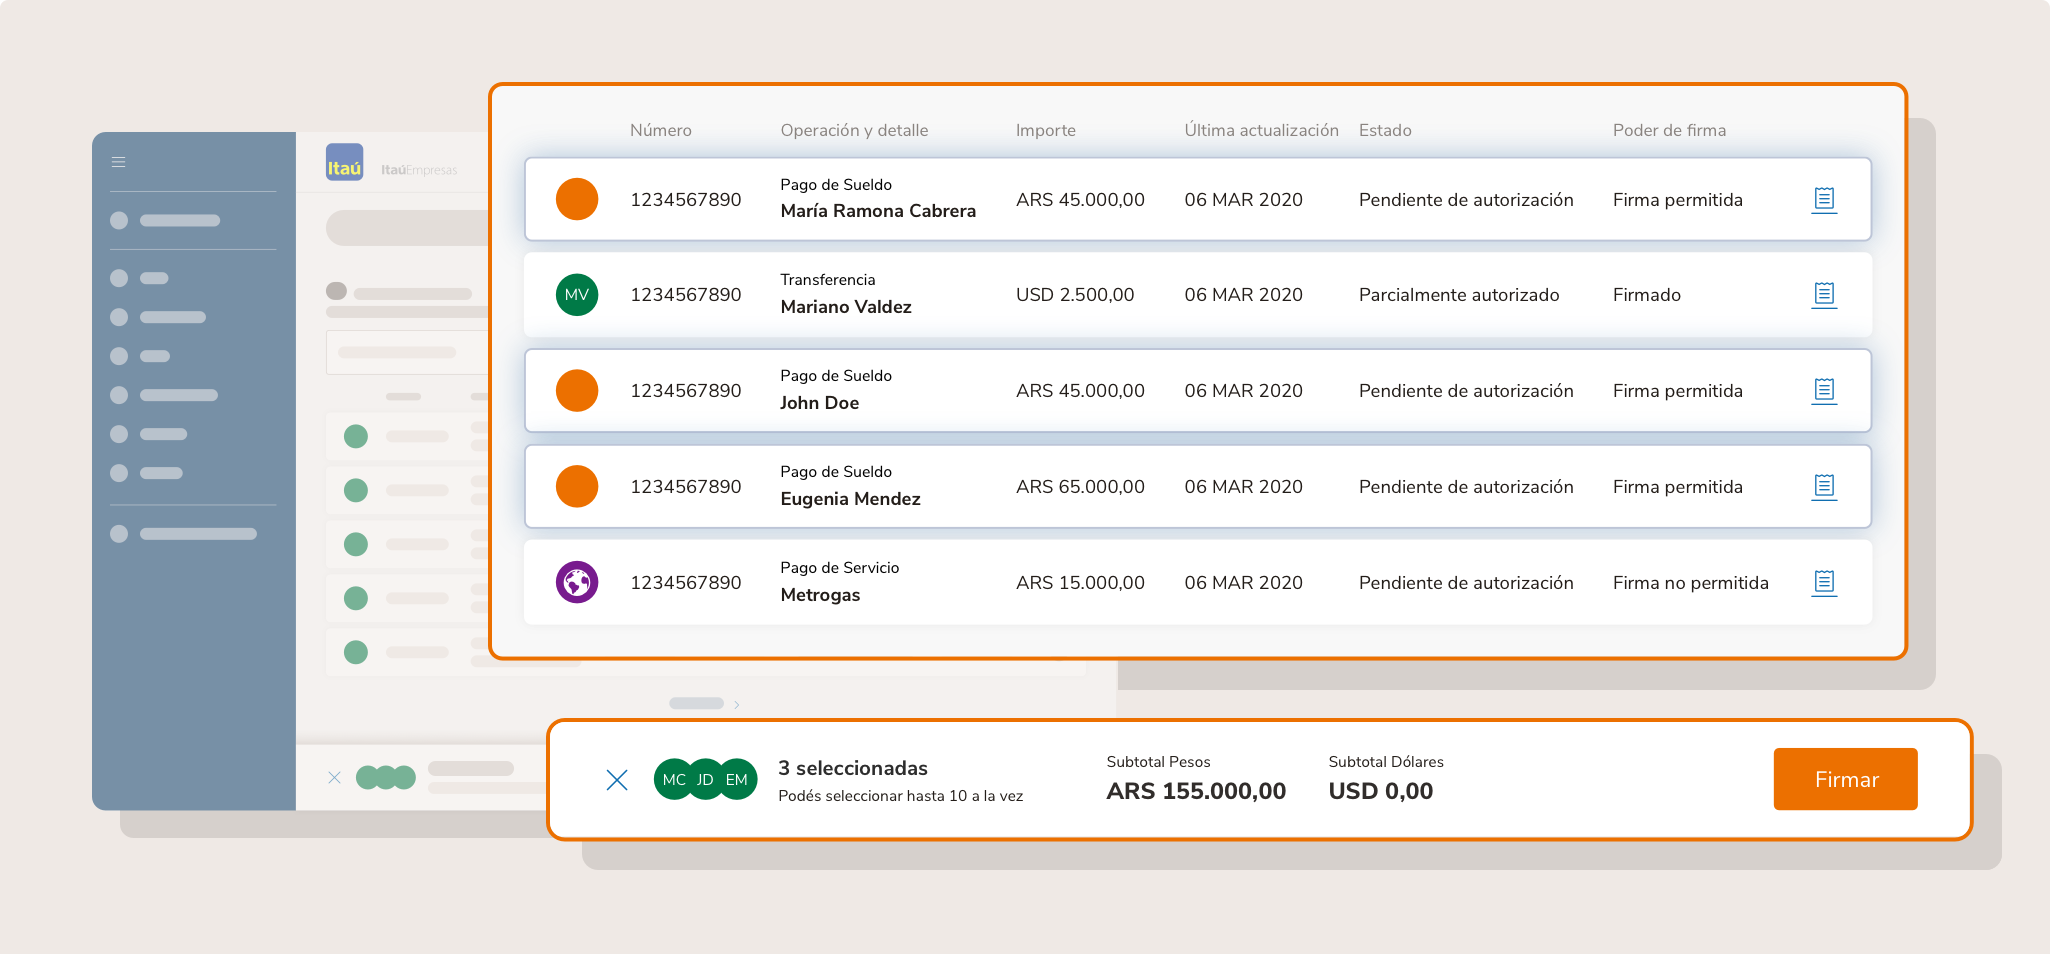 Itaú
ItaúEmpresas
Número Operación y detalle Importe Última actualización Estado Poder de firma
1234567890 Pago de Sueldo
María Ramona Cabrera ARS 45.000,00 06 MAR 2020 Pendiente de autorización Firma permitida
MV 1234567890 Transferencia
Mariano Valdez USD 2.500,00 06 MAR 2020 Parcialmente autorizado Firmado
1234567890 Pago de Sueldo
John Doe ARS 45.000,00 06 MAR 2020 Pendiente de autorización Firma permitida
1234567890 Pago de Sueldo
Eugenia Mendez ARS 65.000,00 06 MAR 2020 Pendiente de autorización Firma permitida
1234567890 Pago de Servicio
Metrogas ARS 15.000,00 06 MAR 2020 Pendiente de autorización Firma no permitida
MC JD EM
3 seleccionadas
Podés seleccionar hasta 10 a la vez
Subtotal Pesos
ARS 155.000,00
Subtotal Dólares
USD 0,00
Firmar